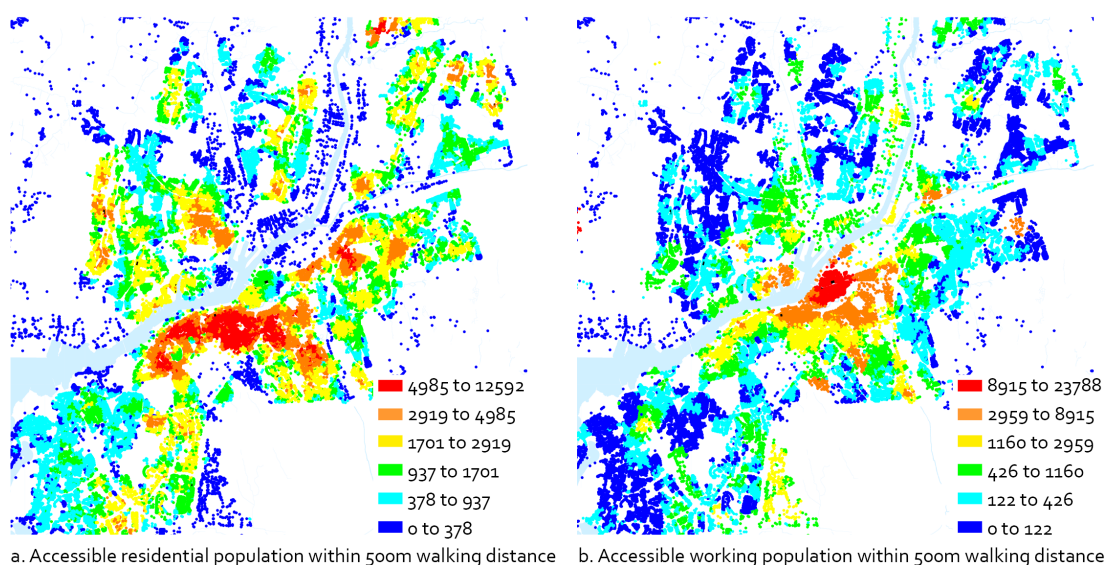 4985 to 12592
2919 to 4985
1701 to 2919
937 to 1701
378 to 937
0 to 378
a. Accessible residential population within 500m walking distance
8915 to 23788
2959 to 8915
1160 to 2959
426 to 1160
122 to 426
0 to 122
b. Accessible working population within 500m walking distance